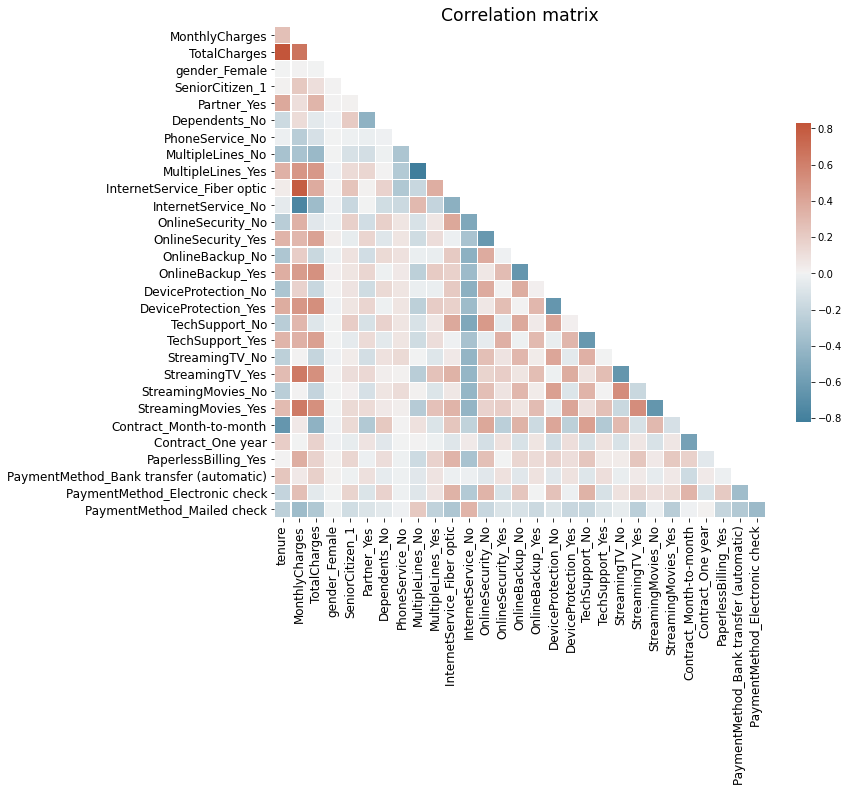 Correlation matrix
MonthlyCharges
TotalCharges
gender_Female
SeniorCitizen_1
Partner_Yes
Dependents_No
PhoneService_No
MultipleLines_No
MultipleLines_Yes
InternetService_Fiber optic
InternetService_No
OnlineSecurity_No
OnlineSecurity_Yes
OnlineBackup_No
OnlineBackup_Yes
DeviceProtection_No
DeviceProtection_Yes
TechSupport_No
TechSupport_Yes
StreamingTV_No
StreamingTV_Yes
StreamingMovies_No
StreamingMovies_Yes
Contract_Month-to-month
Contract_One year
PaperlessBilling_Yes
PaymentMethod_Bank transfer (automatic)
PaymentMethod_Electronic check
PaymentMethod_Mailed check
tenure
MonthlyCharges
TotalCharges
gender_Female
SeniorCitizen_1
Partner_Yes
Dependents_No
PhoneService_No
MultipleLines_No
MultipleLines_Yes
InternetService_Fiber optic
InternetService_No
OnlineSecurity_No
OnlineSecurity_Yes
OnlineBackup_No
OnlineBackup_Yes
DeviceProtection_No
DeviceProtection_Yes
TechSupport_No
TechSupport_Yes
StreamingTV_No
StreamingTV_Yes
StreamingMovies_No
StreamingMovies_Yes
Contract_Month-to-month
Contract_One year
PaperlessBilling_Yes
PaymentMethod_Bank transfer (automatic)
PaymentMethod_Electronic check
0.8
0.6
0.4
0.2
0.0
−0.2
−0.4
−0.6
−0.8